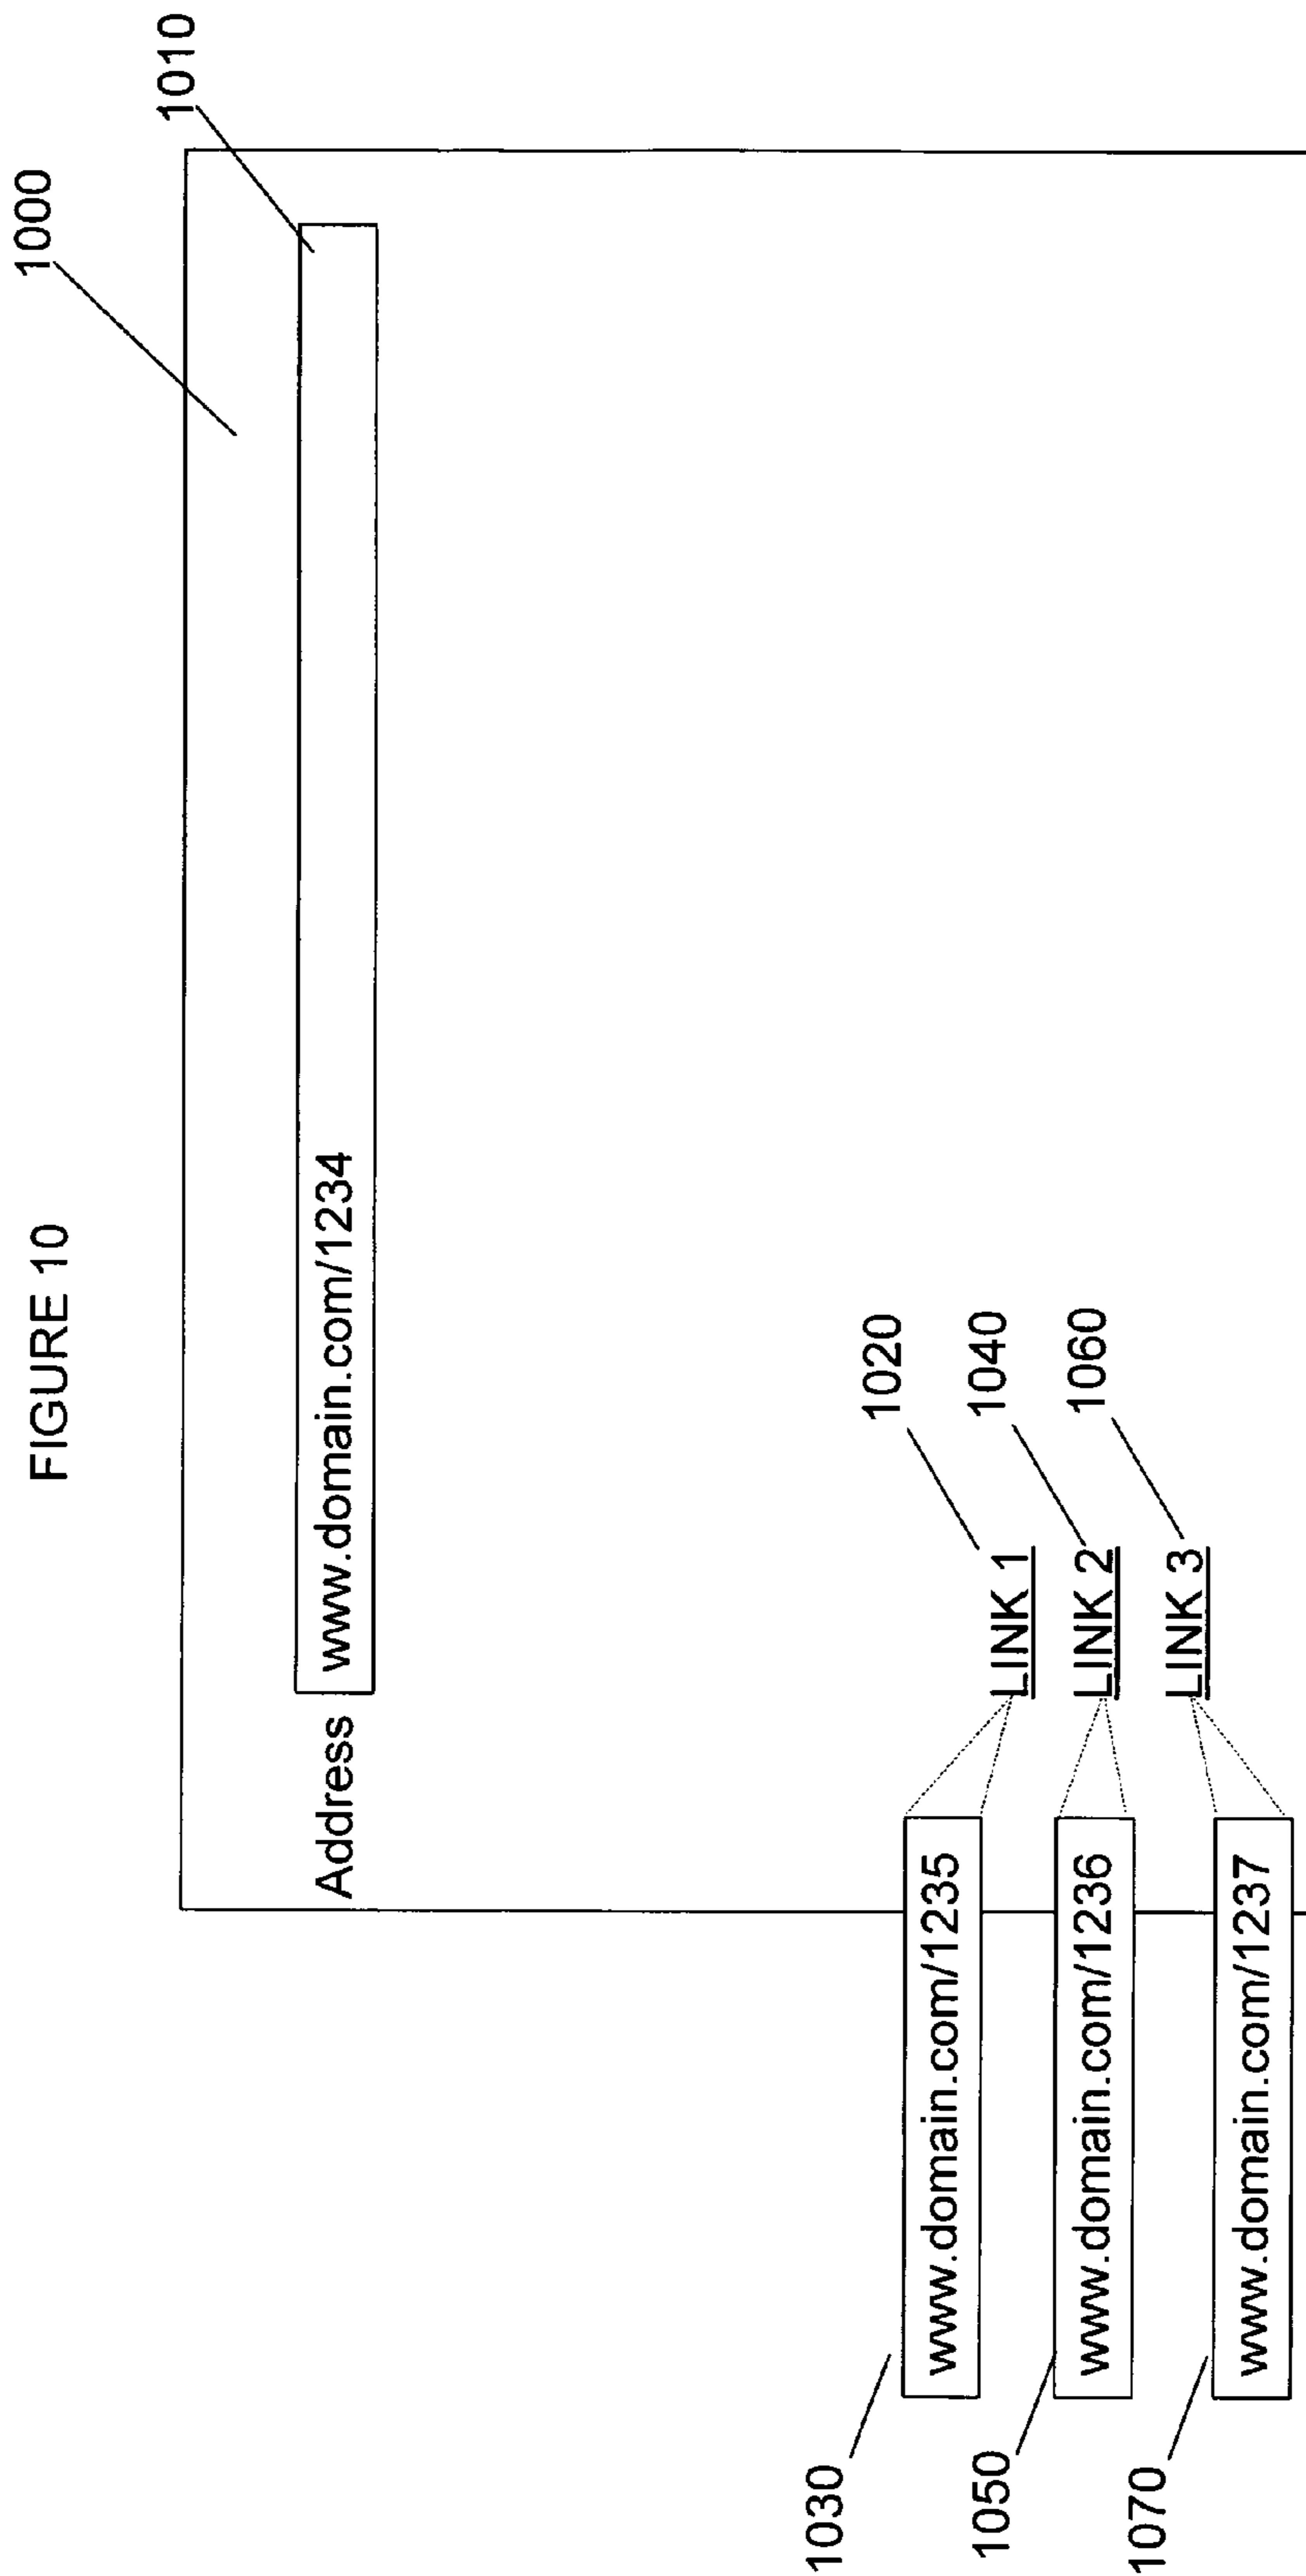 FIGURE 10
1000
1010
Address www.domain.com/1234
1020
1030
www.domain.com/1235
LINK 1
1040
1050
www.domain.com/1236
LINK 2
1060
1070
www.domain.com/1237
LINK 3